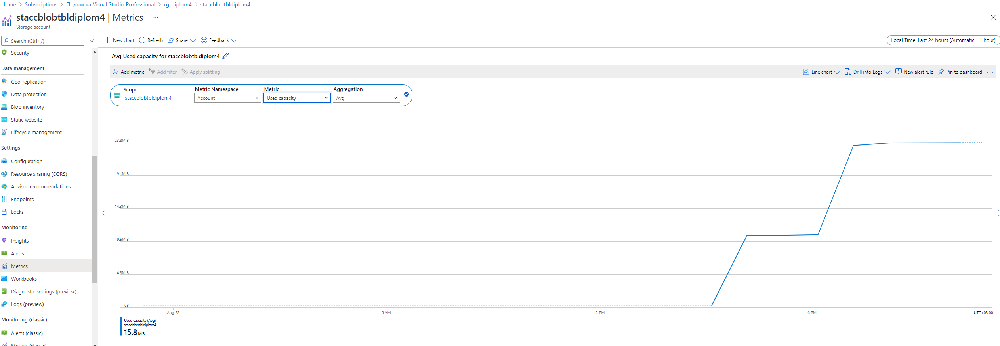 Home > Subscriptions > Подписка Visual Studio Professional > rg-diplom4 > staccblobtbldiplom4
staccblobtbldiplom4 | Metrics ...
Storage account
Search (Ctrl+/)
«
Security
Data management
Geo-replication
Data protection
Blob inventory
Static website
Lifecycle management
Settings
Configuration
Resource sharing (CORS)
Advisor recommendations
Endpoints
Locks
Monitoring
Insights
Alerts
Metrics
Workbooks
Diagnostic settings (preview)
Logs (preview)
Monitoring (classic)
Alerts (classic)
Metrics (classic)
New chart Refresh Share Feedback
Local Time: Last 24 hours (Automatic - 1 hour)
Avg Used capacity for staccblobtbldiplom4
Add metric Add filter Apply splitting
Line chart Drill into Logs New alert rule Pin to dashboard ...
Scope Metric Namespace Metric Aggregation
staccblobtbldiplom4 Account Used capacity Avg
23.8MiB
19.1MiB
14.3MiB
9.5MiB
4.8MiB
0B
Aug 22 6 AM 12 PM 6 PM UTC+03:00
Used capacity (Avg)
staccblobtbldiplom4
15.8 MiB